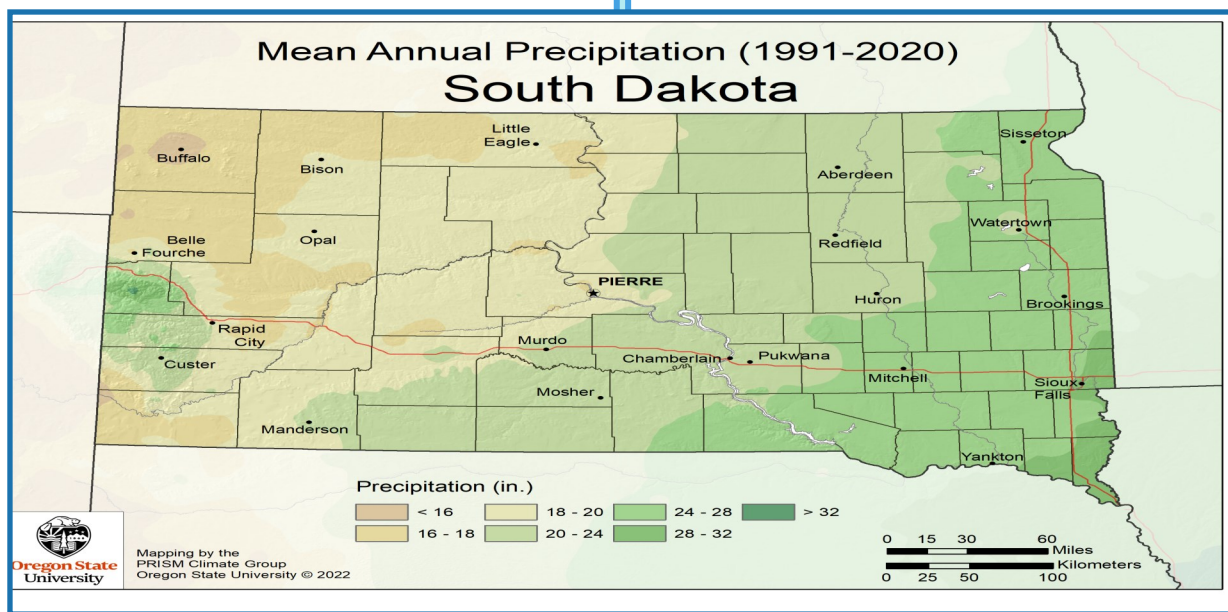 Mean Annual Precipitation (1991-2020)
South Dakota
Little
Eagle
Sisseton
Buffalo
Bison
Aberdeen
Belle
Fourche
Opal
Watertown
Redfield
PIERRE
Huron
Brookings
Rapid
City
Murdo
Custer
Chamberlain
Pukwana
Mitchell
Sioux
Falls
Mosher
Manderson
Yankton
Precipitation (in.)
< 16
18 - 20
24 - 28
> 32
16 - 18
20 - 24
28 - 32
Oregon State
University
Mapping by the
PRISM Climate Group
Oregon State University © 2022
0 15 30 60
Miles
Kilometers
0 25 50 100